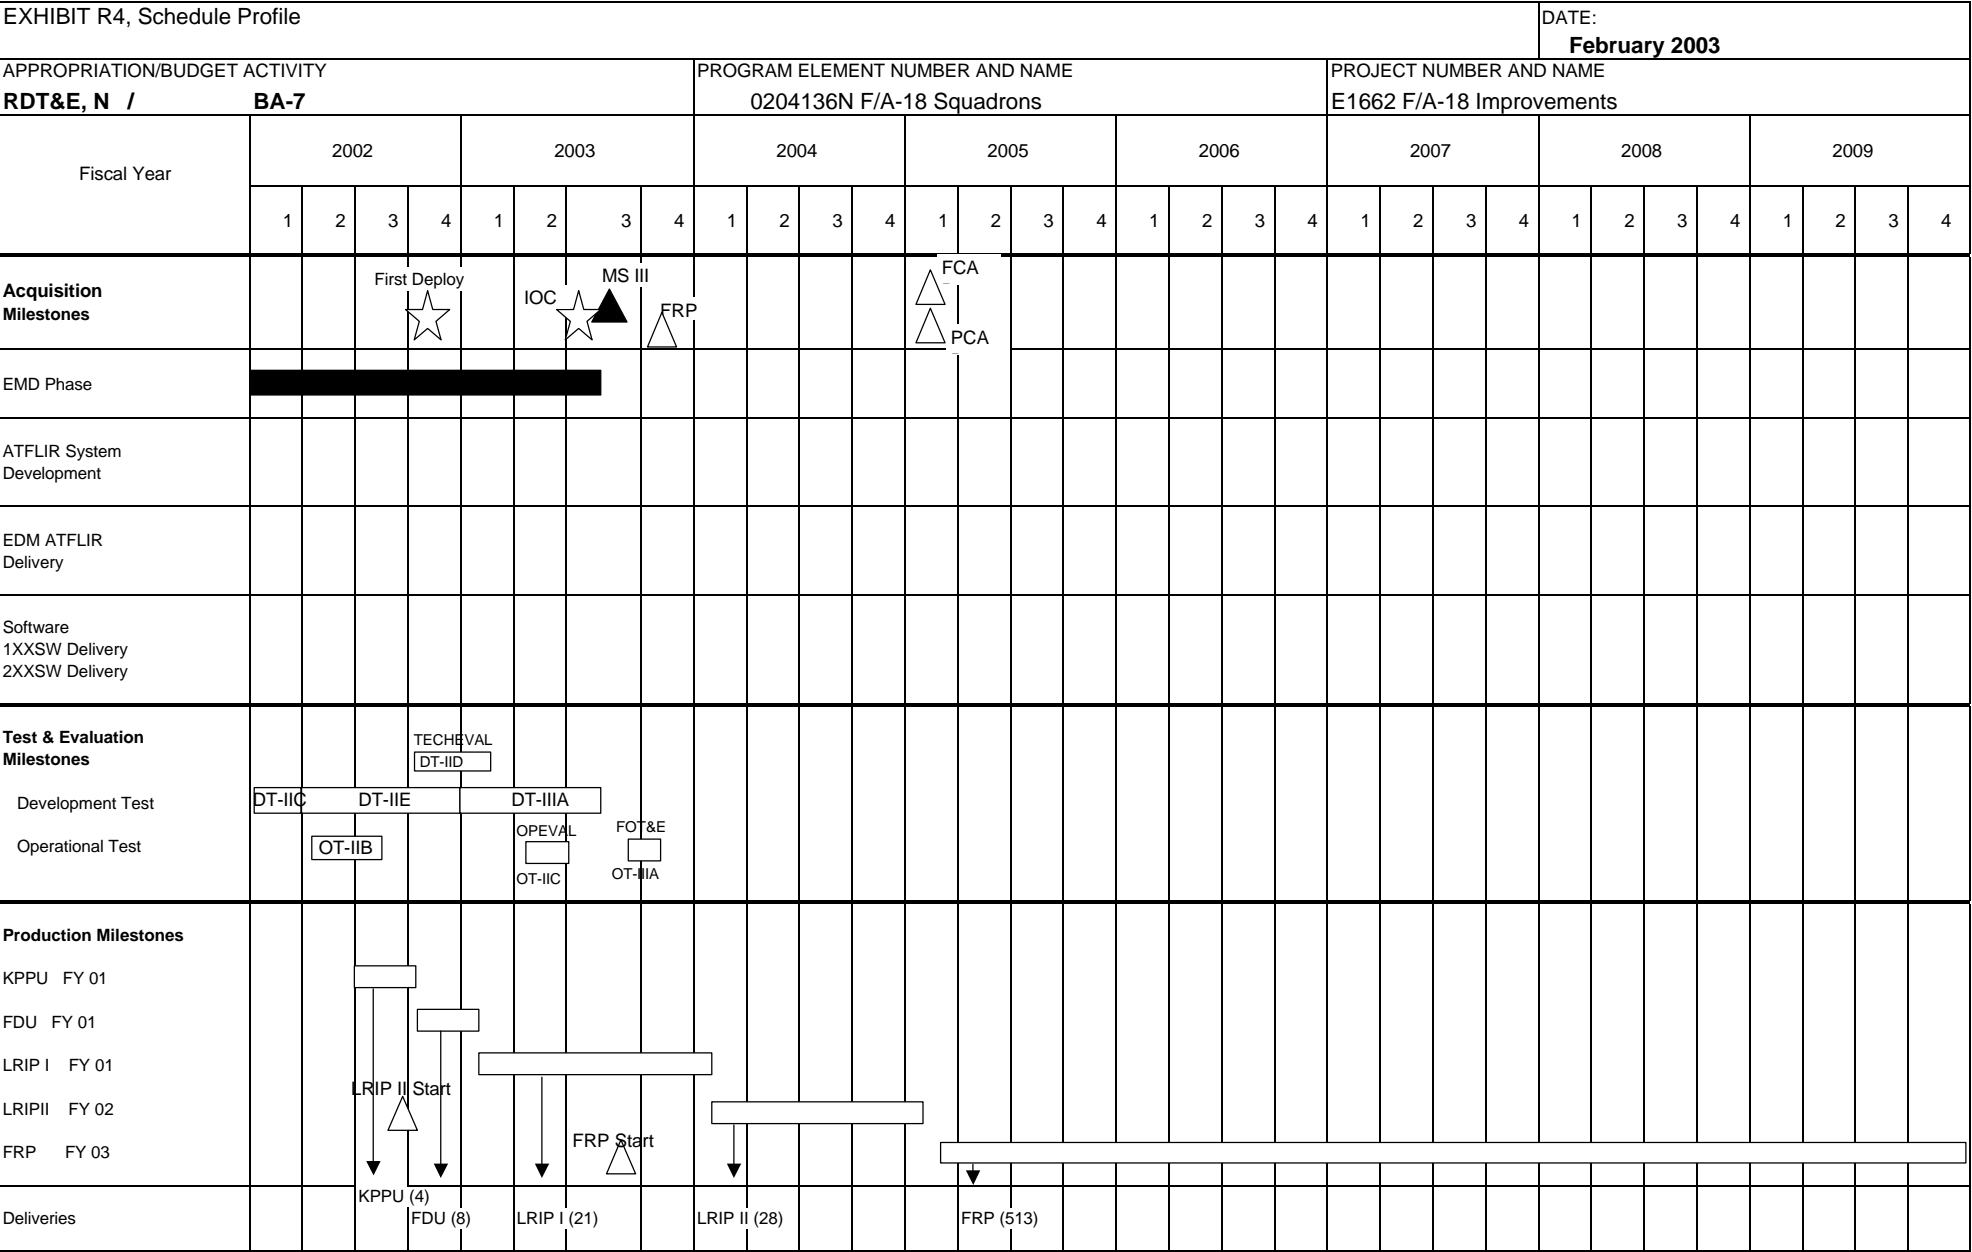 EXHIBIT R4, Schedule Profile
DATE:
February 2003
APPROPRIATION/BUDGET ACTIVITY
PROGRAM ELEMENT NUMBER AND NAME
PROJECT NUMBER AND NAME
RDT&E, N / BA-7
0204136N F/A-18 Squadrons
E1662 F/A-18 Improvements
Fiscal Year
2002 2003 2004 2005 2006 2007 2008 2009
1 2 3 4 1 2 3 4 1 2 3 4 1 2 3 4 1 2 3 4 1 2 3 4 1 2 3 4 1 2 3 4
Acquisition
Milestones
First Deploy
IOC
MS III
FRP
FCA
PCA
EMD Phase
ATFLIR System
Development
EDM ATFLIR
Delivery
Software
1XXSW Delivery
2XXSW Delivery
Test & Evaluation
Milestones
TECHEVAL
DT-IID
Development Test
DT-IIC DT-IIE DT-IIIA
Operational Test
OT-IIB
OPEVAL
OT-IIC
FOT&E
OT-IIIA
Production Milestones
KPPU FY 01
FDU FY 01
LRIP I FY 01
LRIP II Start
LRIPII FY 02
FRP Start
FRP FY 03
Deliveries
KPPU (4)
FDU (8)
LRIP I (21)
LRIP II (28)
FRP (513)